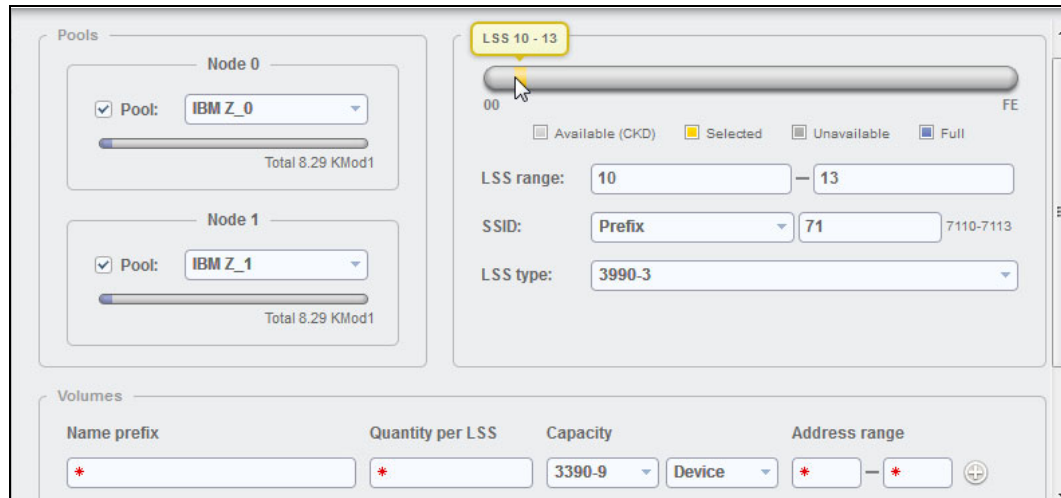 Pools
Node 0
Pool: IBM Z_0
Total 8.29 KMod1
Node 1
Pool: IBM Z_1
Total 8.29 KMod1
LSS 10 - 13
00 FE
Available (CKD) Selected Unavailable Full
LSS range: 10 — 13
SSID: Prefix 71 7110-7113
LSS type: 3990-3
Volumes
Name prefix Quantity per LSS Capacity Address range
* * 3390-9 Device * — *